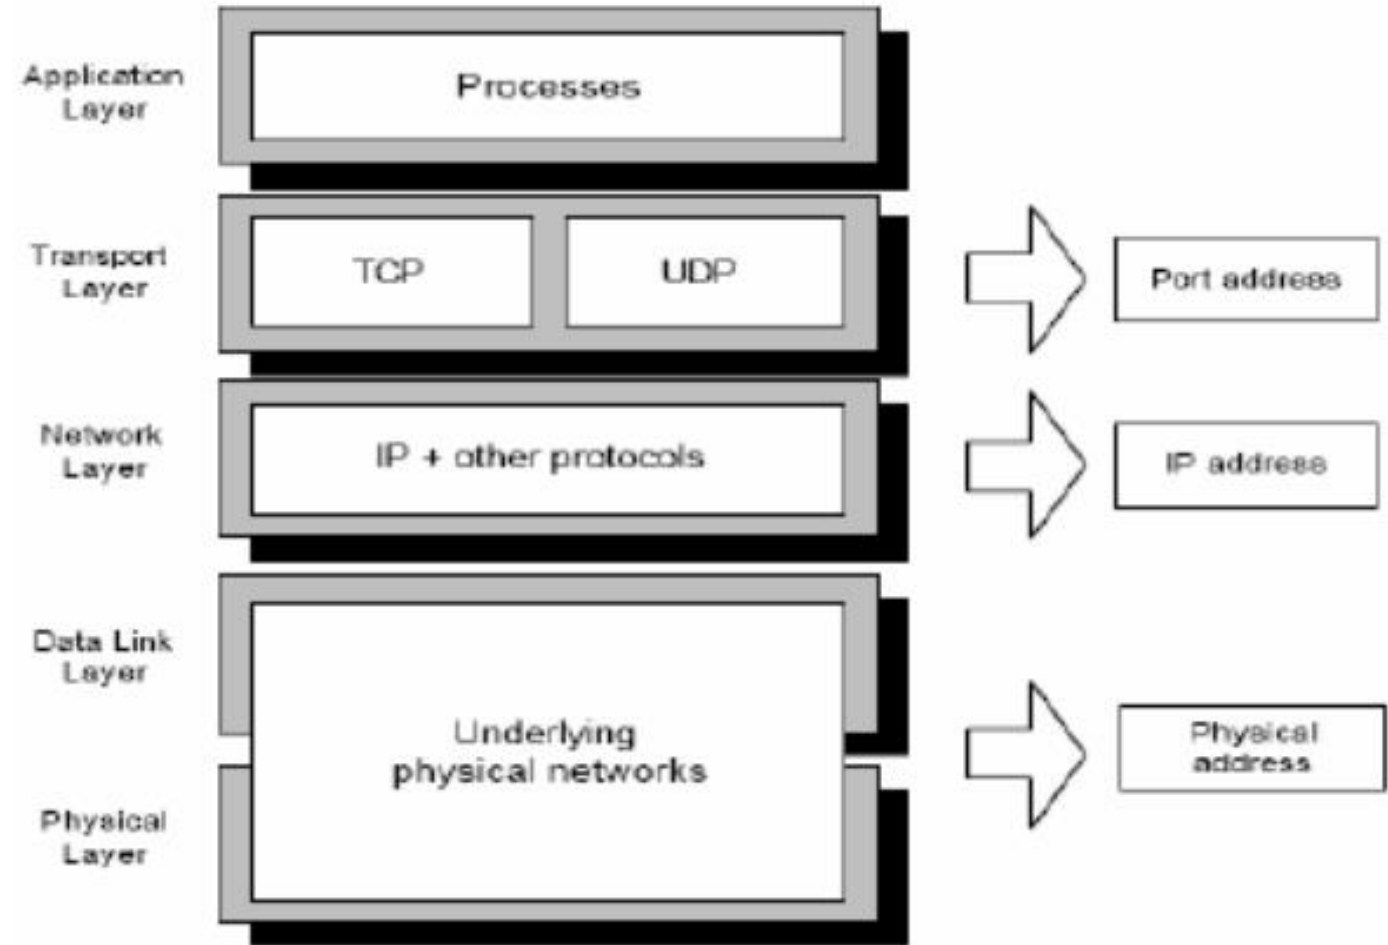 Application
Layer
Processes
Transport
Layer
TCP
UDP
Port address
Network
Layer
IP + other protocols
IP address
Data Link
Layer
Underlying
physical networks
Physical
address
Physical
Layer